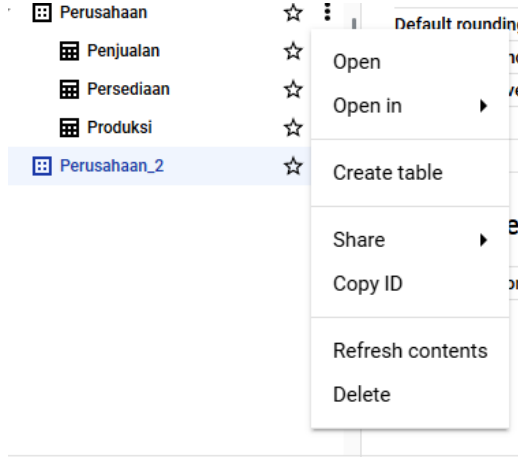 Perusahaan
Default rounding
Penjualan
Open
Persediaan
Open in
Produksi
Perusahaan_2
Create table
Share
Copy ID
Refresh contents
Delete